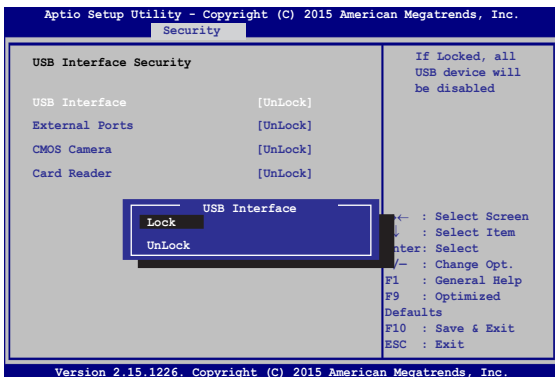 Aptio Setup Utility - Copyright (C) 2015 American Megatrends, Inc.
Security
USB Interface Security
USB Interface [UnLock]
External Ports [UnLock]
CMOS Camera [UnLock]
Card Reader [UnLock]
If Locked, all
USB device will
be disabled
USB Interface
Lock
UnLock
→← : Select Screen
↓ : Select Item
nter: Select
/— : Change Opt.
F1 : General Help
F9 : Optimized
Defaults
F10 : Save & Exit
ESC : Exit
Version 2.15.1226. Copyright (C) 2015 American Megatrends, Inc.